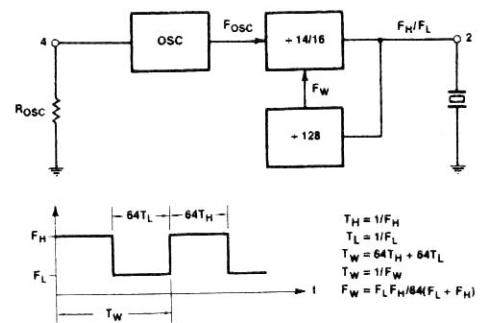 4
OSC
FOSC
÷ 14/16
FH/FL
2
FW
ROSC
÷ 128
64TL
64TH
FH
FL
t
TW
TH = 1/FH
TL = 1/FL
TW = 64TH + 64TL
TW = 1/FW
FW = FLFH/64(FL + FH)